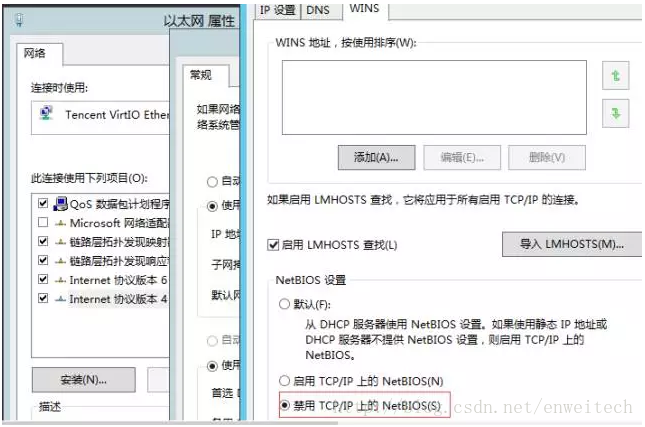 以太网 属性
网络
连接时使用:
Tencent VirtIO Ether
此连接使用下列项目(O):
QoS 数据包计划程序
Microsoft 网络适配
链路层拓扑发现映射
链路层拓扑发现响应
Internet 协议版本 6
Internet 协议版本 4
安装(N)...
描述
常规
如果网络
络系统管
自动
使用
IP 地
子网掩
默认网
自动
使用
首选
IP 设置
DNS
WINS
WINS 地址，按使用排序(W):
添加(A)...
编辑(E)...
删除(V)
如果启用 LMHOSTS 查找，它将应用于所有启用 TCP/IP 的连接。
启用 LMHOSTS 查找(L)
导入 LMHOSTS(M)...
NetBIOS 设置
默认(F):
从 DHCP 服务器使用 NetBIOS 设置。如果使用静态 IP 地址或
DHCP 服务器不提供 NetBIOS 设置，则启用 TCP/IP 上的
NetBIOS。
启用 TCP/IP 上的 NetBIOS(N)
禁用 TCP/IP 上的 NetBIOS(S)
csdn.net/enweitech